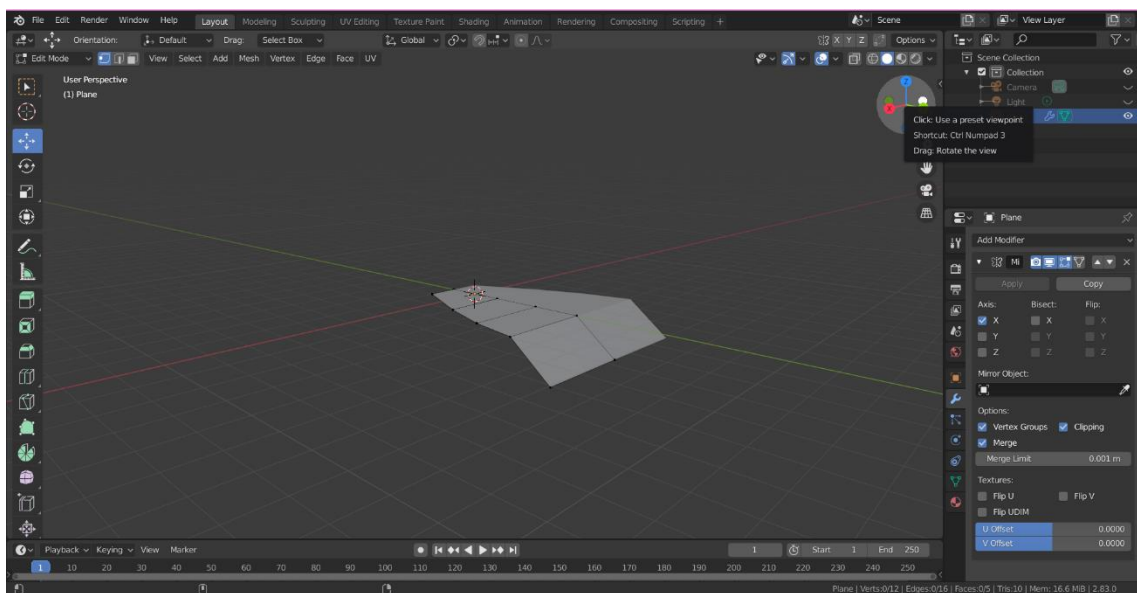 File Edit Render Window Help Layout Modeling Sculpting UV Editing Texture Paint Shading Animation Rendering Compositing Scripting + Scene View Layer
Orientation: Default Drag: Select Box Global X Y Z Options
Edit Mode View Select Add Mesh Vertex Edge Face UV
Scene Collection
User Perspective
Collection
(1) Plane
Camera
Light
Z
X
Click: Use a preset viewpoint
Shortcut: Ctrl Numpad 3
Drag: Rotate the view
Plane
Add Modifier
Mi
Apply Copy
Axis: Bisect: Flip:
X X X
Y Y Y
Z Z Z
Mirror Object:
Options:
Vertex Groups Clipping
Merge
Merge Limit 0.001 m
Textures:
Flip U Flip V
Flip UDIM
U Offset 0.0000
V Offset 0.0000
Playback Keying View Marker 1 Start 1 End 250
1 10 20 30 40 50 60 70 80 90 100 110 120 130 140 150 160 170 180 190 200 210 220 230 240 250
Plane | Verts:0/12 | Edges:0/16 | Faces:0/5 | Tris:10 | Mem: 16.6 MiB | 2.83.0